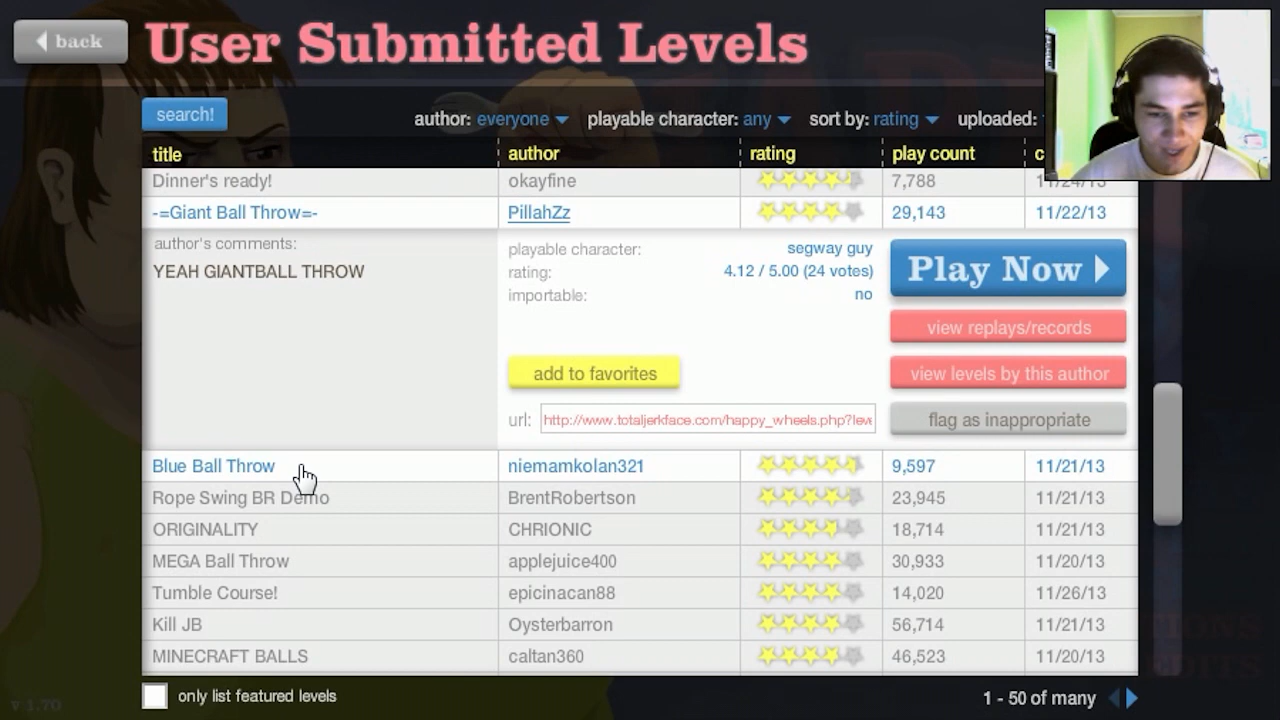 back
User Submitted Levels
search!
author: everyone playable character: any sort by: rating uploaded:
title author rating play count c
Dinner's ready! okayfine 7,788 11/24/13
-=Giant Ball Throw=- PillahZz 29,143 11/22/13
author's comments:
YEAH GIANTBALL THROW
playable character: segway guy
rating: 4.12 / 5.00 (24 votes)
importable: no
Play Now
view replays/records
add to favorites
view levels by this author
url: http://www.totaljerkface.com/happy_wheels.php?leve
flag as inappropriate
Blue Ball Throw niemamkolan321 9,597 11/21/13
Rope Swing BR Demo BrentRobertson 23,945 11/21/13
ORIGINALITY CHRIONIC 18,714 11/21/13
MEGA Ball Throw applejuice400 30,933 11/20/13
Tumble Course! epicinacan88 14,020 11/26/13
Kill JB Oysterbarron 56,714 11/21/13
MINECRAFT BALLS caltan360 46,523 11/20/13
only list featured levels
1 - 50 of many
v 1.70